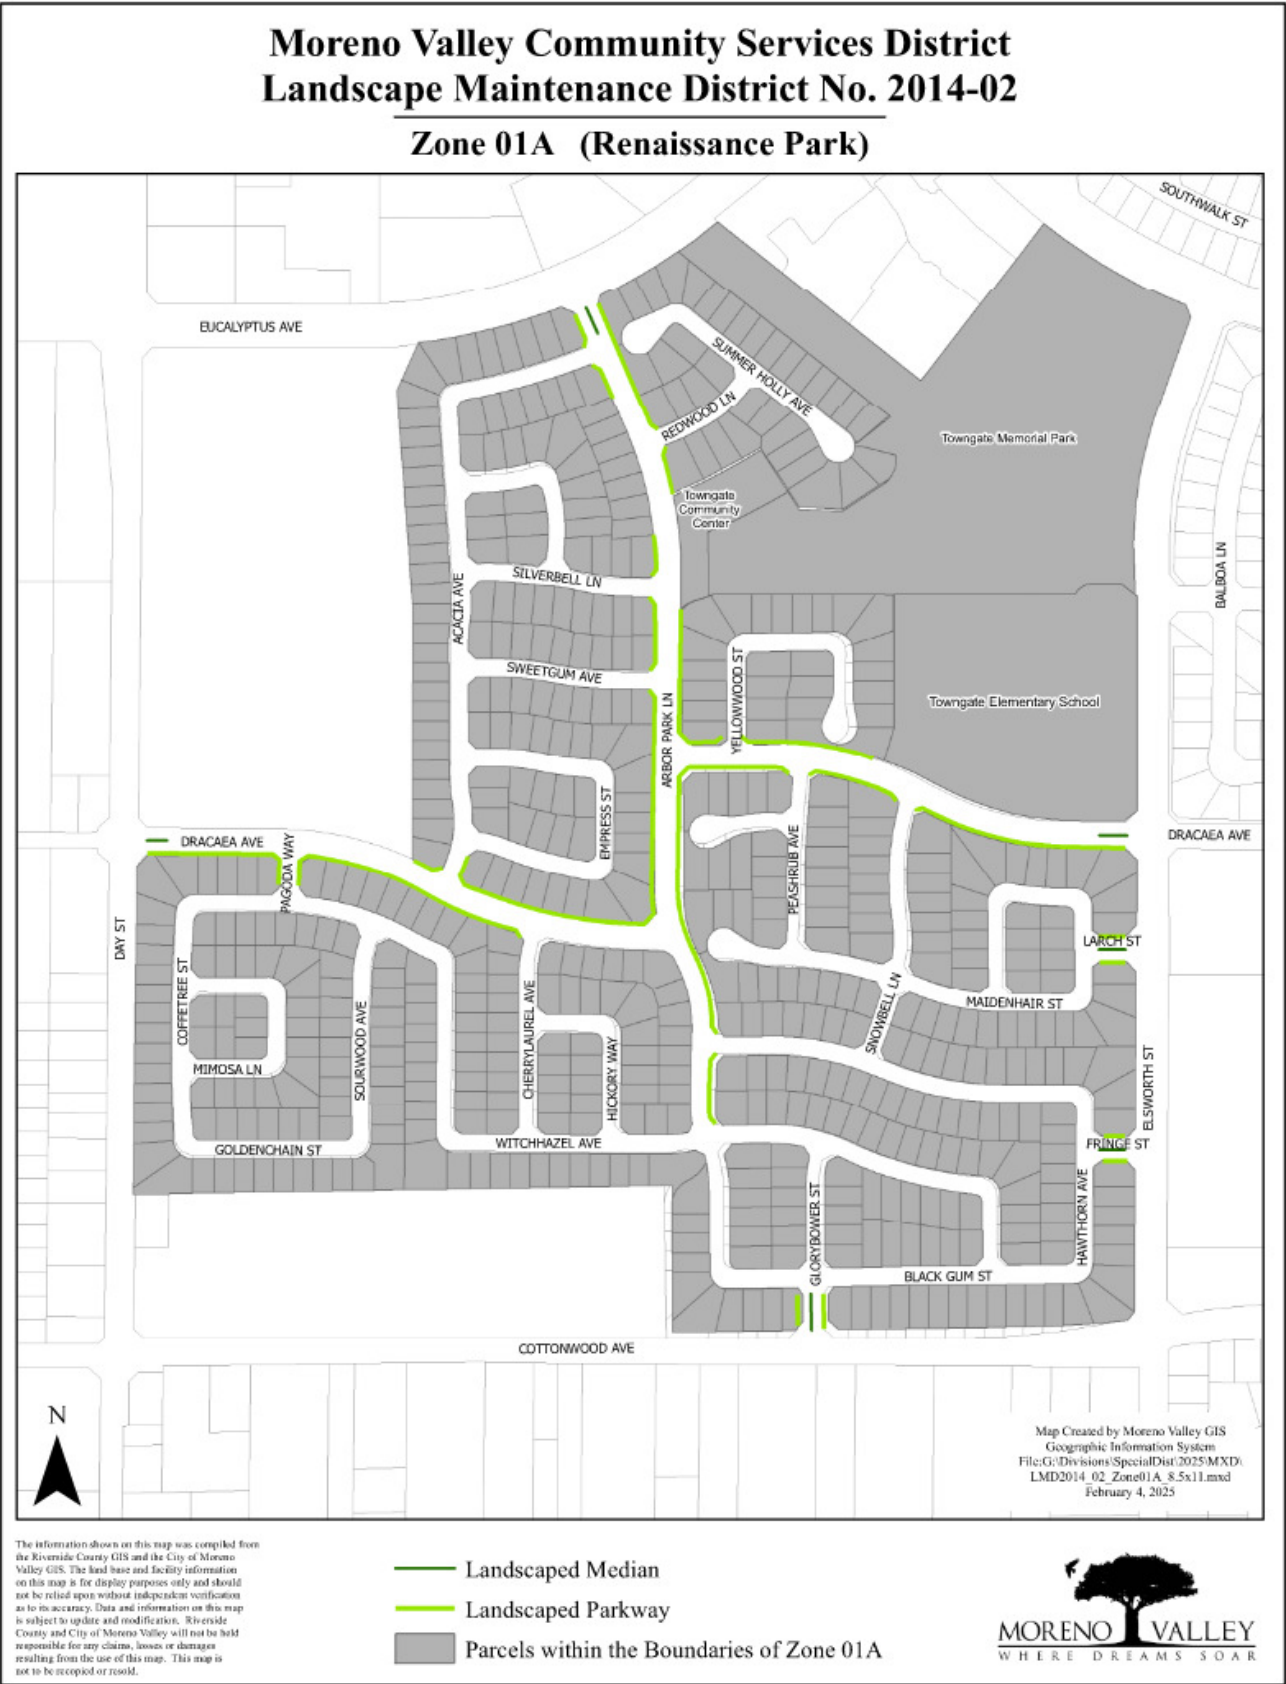 Moreno Valley Community Services District
Landscape Maintenance District No. 2014-02
Zone 01A (Renaissance Park)
SOUTHWALK ST
EUCALYPTUS AVE
SUMMER HOLLY AVE
REDWOOD LN
Towngate Memorial Park
Towngate
Community
Center
SILVERBELL LN
ACACIA AVE
BALBOA LN
SWEETGUM AVE
YELLOWWOOD ST
Towngate Elementary School
ARBOR PARK LN
EMPRESS ST
DRACAEA AVE
DRACAEA AVE
PAGODA WAY
PEASHRUB AVE
DAY ST
LARCH ST
COFFETREE ST
SOURWOOD AVE
CHERRYLAUREL AVE
HICKORY WAY
SNOWBELL LN
MAIDENHAIR ST
MIMOSA LN
ELSWORTH ST
GOLDENCHAIN ST
WITCHHAZEL AVE
FRINGE ST
GLORYBOWER ST
HAWTHORN AVE
BLACK GUM ST
COTTONWOOD AVE
N
Map Created by Moreno Valley GIS
Geographic Information System
File:G:\Divisions\SpecialDist\2025\MXD\
LMD2014_02_Zone01A_8.5x11.mxd
February 4, 2025
The information shown on this map was compiled from
the Riverside County GIS and the City of Moreno
Valley GIS. The land base and facility information
on this map is for display purposes only and should
not be relied upon without independent verification
as to its accuracy. Data and information on this map
is subject to update and modification. Riverside
County and City of Moreno Valley will not be held
responsible for any claims, losses or damages
resulting from the use of this map. This map is
not to be recopied or resold.
Landscaped Median
Landscaped Parkway
Parcels within the Boundaries of Zone 01A
MORENO VALLEY
WHERE DREAMS SOAR